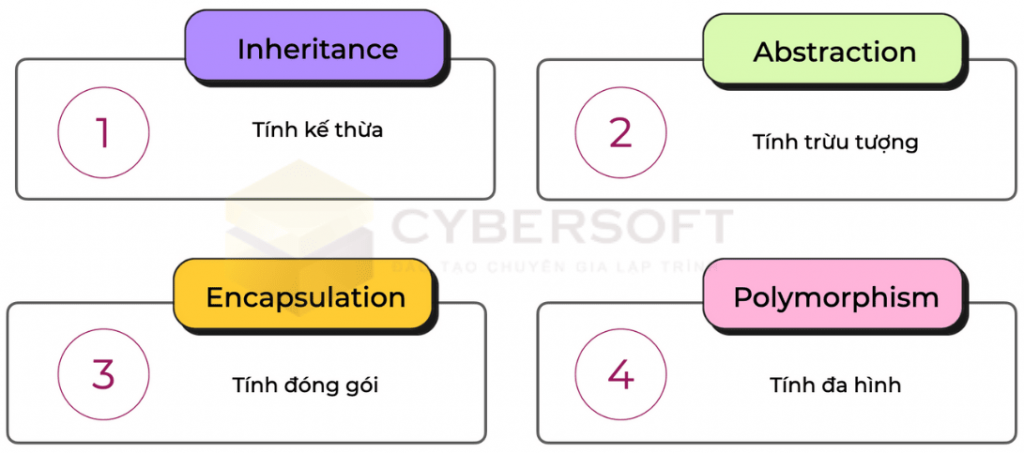 Inheritance
1
Tính kế thừa
Abstraction
2
Tính trừu tượng
CYBERSOFT
ĐÀO TẠO CHUYÊN GIA LẬP TRÌNH
Encapsulation
3
Tính đóng gói
Polymorphism
4
Tính đa hình